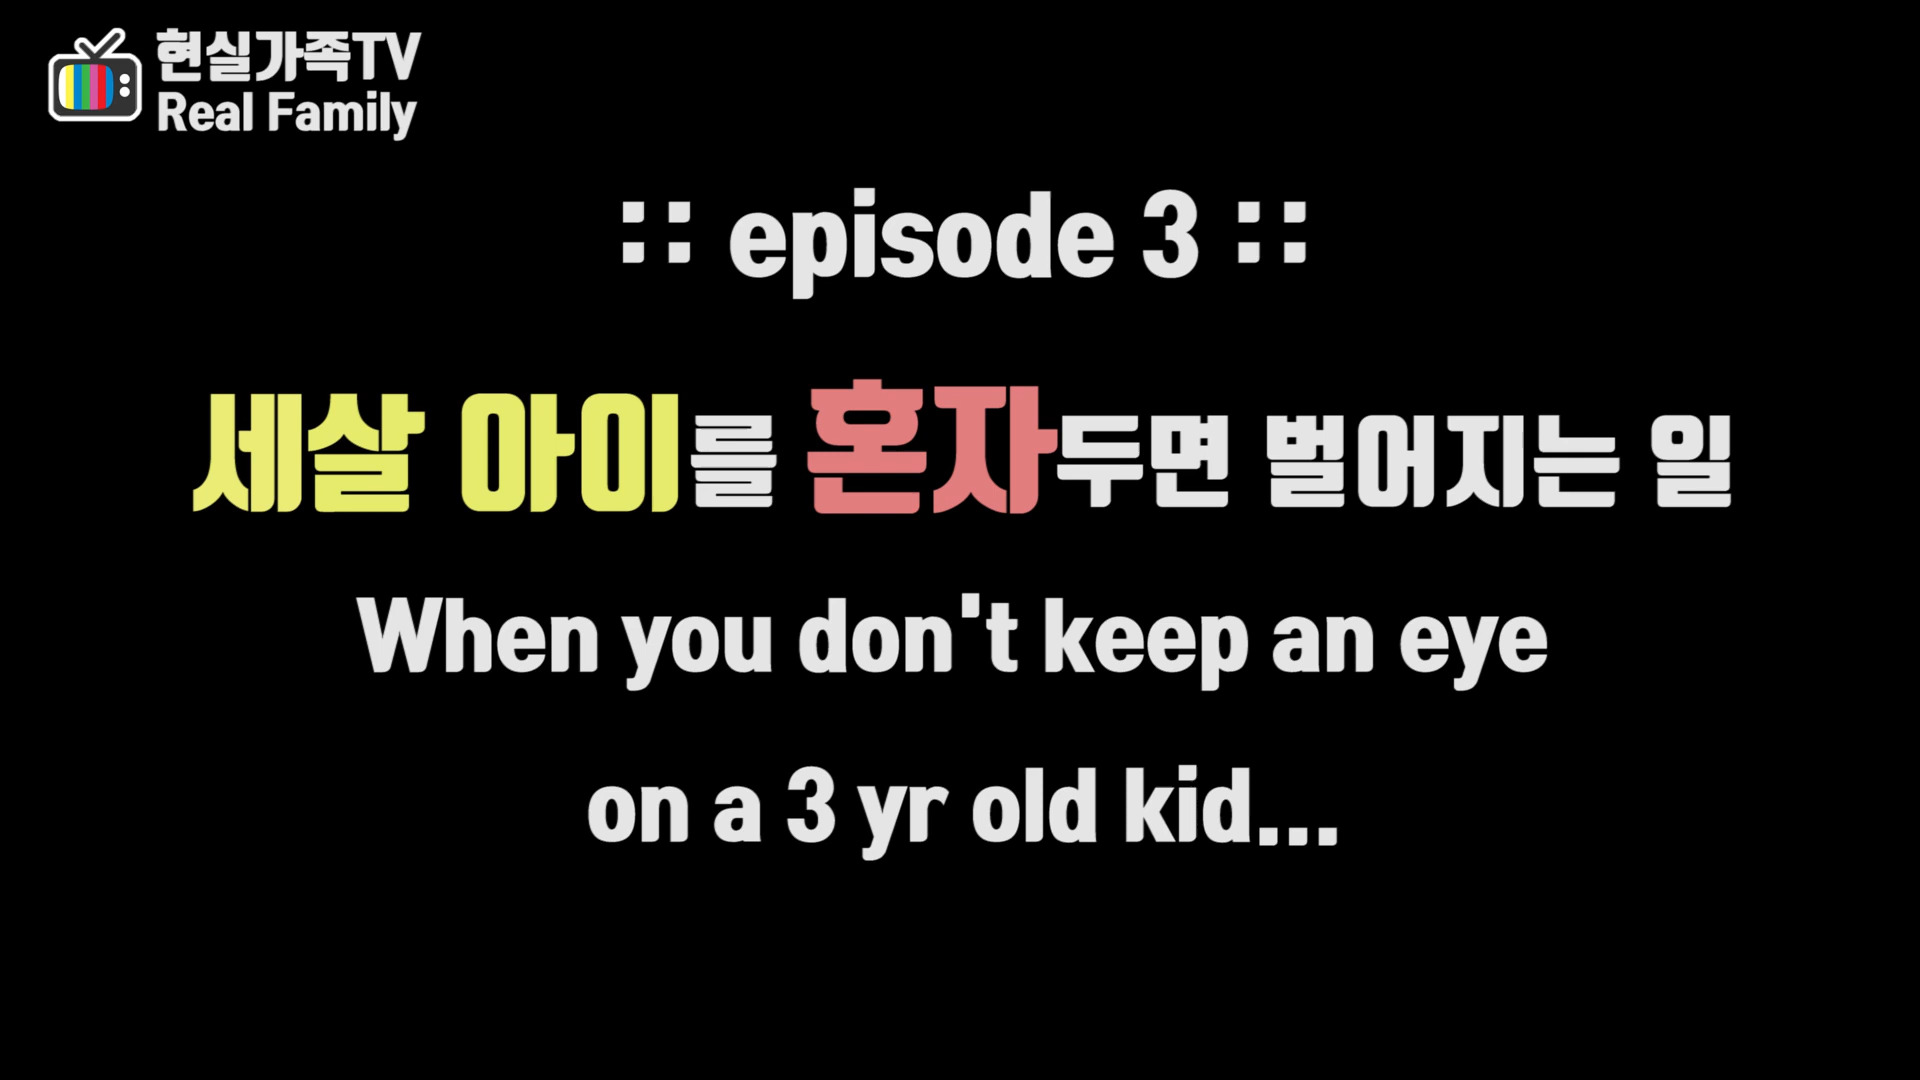 현실가족TV
Real Family
:: episode 3 ::
세살 아이를 혼자두면 벌어지는 일
When you don't keep an eye
on a 3 yr old kid...